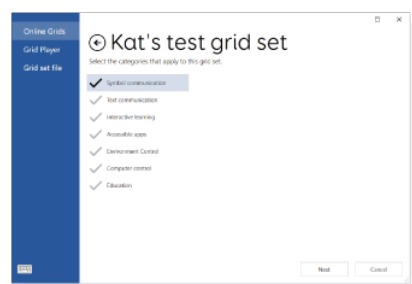 Online Grids
Grid Player
Grid set file
Kat's test grid set
Select the categories that apply to this grid set.
Symbol communication
Text communication
Interactive learning
Accessible apps
Environment Control
Computer control
Education
Next
Cancel